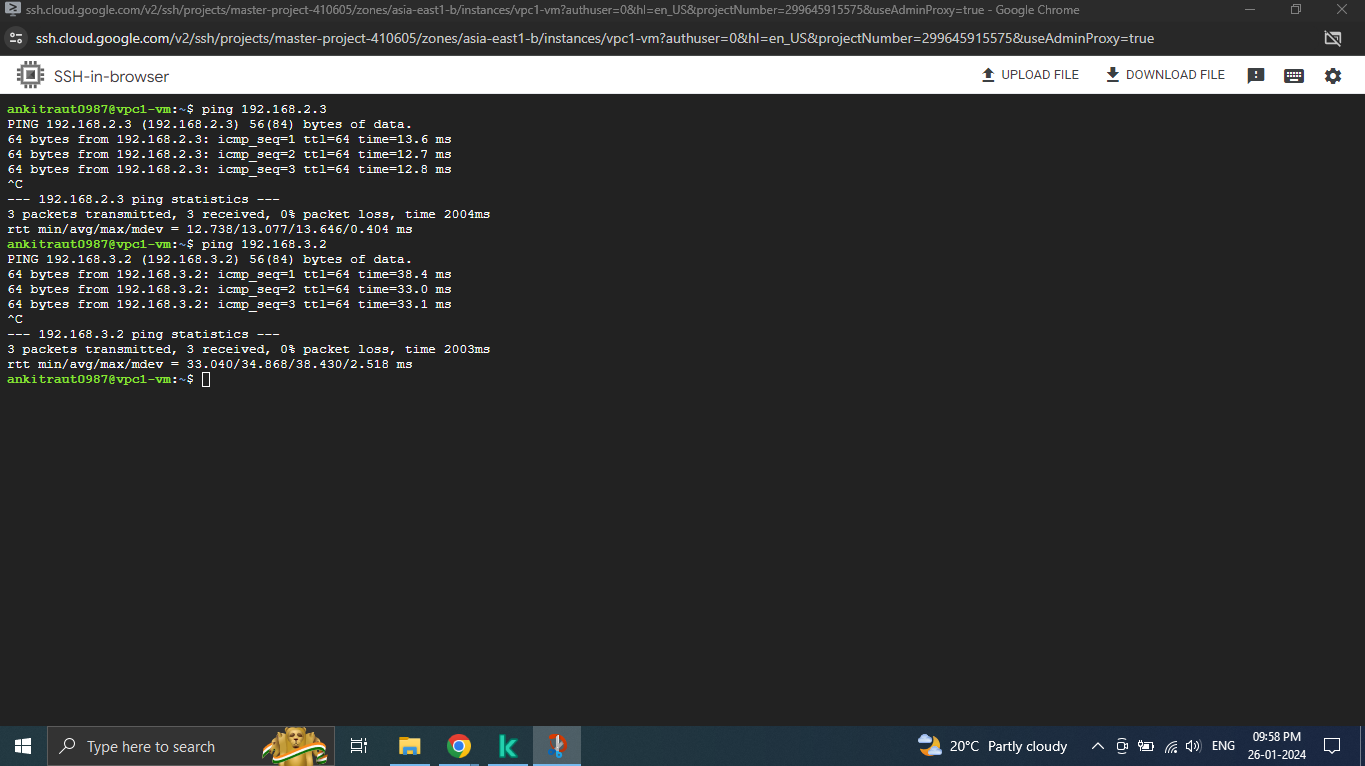 ssh.cloud.google.com/v2/ssh/projects/master-project-410605/zones/asia-east1-b/instances/vpc1-vm?authuser=0&hl=en_US&projectNumber=299645915575&useAdminProxy=true - Google Chrome
ssh.cloud.google.com/v2/ssh/projects/master-project-410605/zones/asia-east1-b/instances/vpc1-vm?authuser=0&hl=en_US&projectNumber=299645915575&useAdminProxy=true
SSH-in-browser
UPLOAD FILE
DOWNLOAD FILE
ankitraut0987@vpc1-vm:~$ ping 192.168.2.3
PING 192.168.2.3 (192.168.2.3) 56(84) bytes of data.
64 bytes from 192.168.2.3: icmp_seq=1 ttl=64 time=13.6 ms
64 bytes from 192.168.2.3: icmp_seq=2 ttl=64 time=12.7 ms
64 bytes from 192.168.2.3: icmp_seq=3 ttl=64 time=12.8 ms
^C
--- 192.168.2.3 ping statistics ---
3 packets transmitted, 3 received, 0% packet loss, time 2004ms
rtt min/avg/max/mdev = 12.738/13.077/13.646/0.404 ms
ankitraut0987@vpc1-vm:~$ ping 192.168.3.2
PING 192.168.3.2 (192.168.3.2) 56(84) bytes of data.
64 bytes from 192.168.3.2: icmp_seq=1 ttl=64 time=38.4 ms
64 bytes from 192.168.3.2: icmp_seq=2 ttl=64 time=33.0 ms
64 bytes from 192.168.3.2: icmp_seq=3 ttl=64 time=33.1 ms
^C
--- 192.168.3.2 ping statistics ---
3 packets transmitted, 3 received, 0% packet loss, time 2003ms
rtt min/avg/max/mdev = 33.040/34.868/38.430/2.518 ms
ankitraut0987@vpc1-vm:~$
Type here to search
20°C Partly cloudy
ENG
09:58 PM
26-01-2024